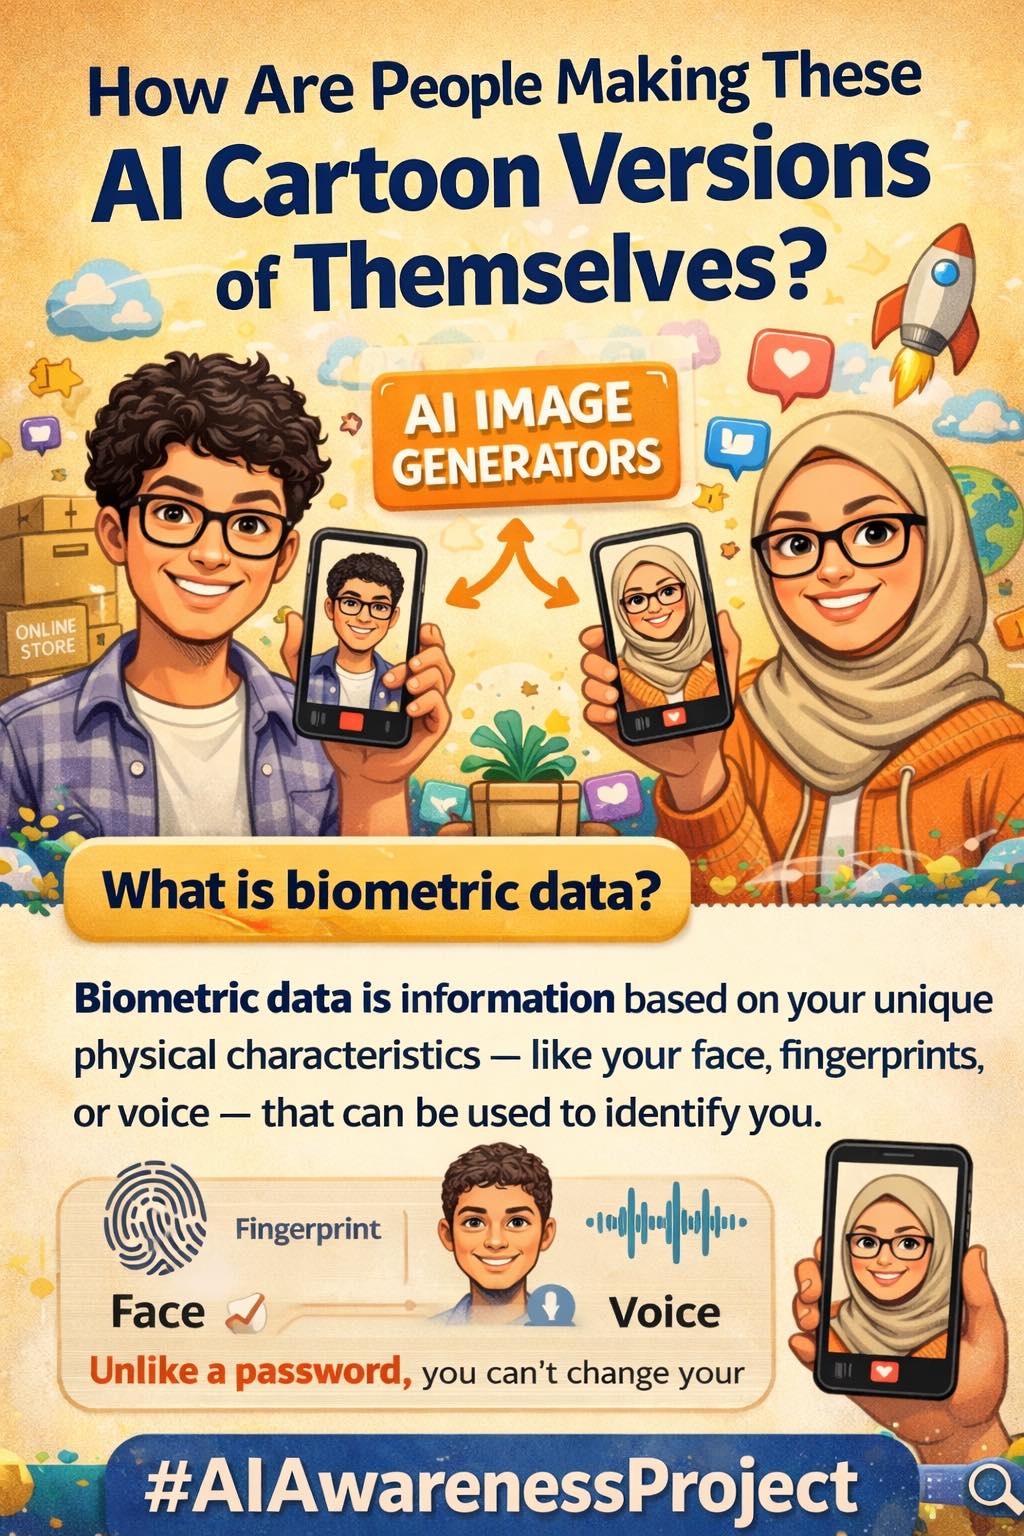 How Are People Making These
AI Cartoon Versions
of Themselves?
AI IMAGE
GENERATORS
ONLINE
STORE
What is biometric data?
Biometric data is information based on your unique
physical characteristics — like your face, fingerprints,
or voice — that can be used to identify you.
Fingerprint
Face
Voice
Unlike a password, you can't change your
#AIAwarenessProject